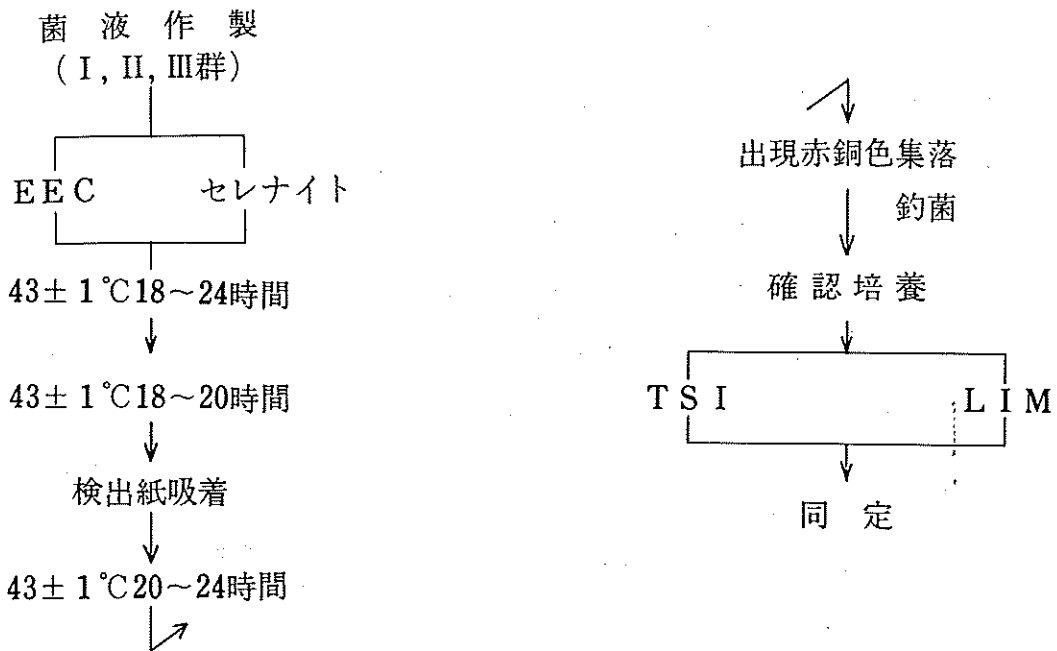 菌液作製
(I, II, III群)
EEC セレナイト
43±1℃18～24時間
43±1℃18～20時間
検出紙吸着
43±1℃20～24時間
出現赤銅色集落
釣菌
確認培養
TSI LIM
同定